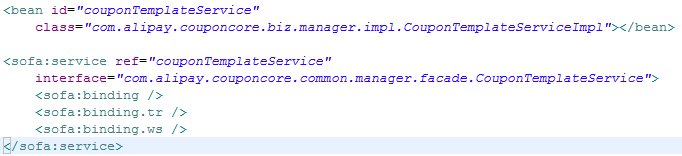 <bean id="couponTemplateService"
class="com.alipay.couponcore.biz.manager.impl.CouponTemplateServiceImpl"></bean>
<sofa:service ref="couponTemplateService"
interface="com.alipay.couponcore.common.manager.facade.CouponTemplateService">
<sofa:binding />
<sofa:binding.tr />
<sofa:binding.ws />
</sofa:service>